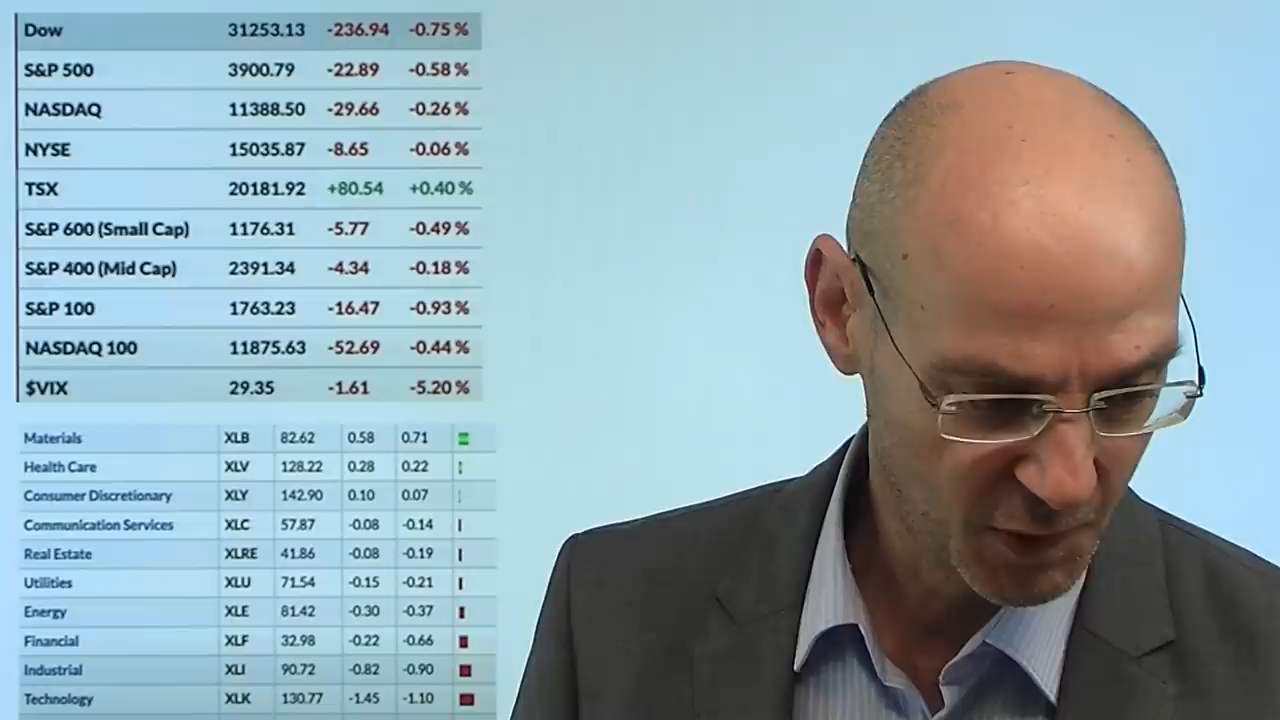 Dow 31253.13 -236.94 -0.75%
S&P 500 3900.79 -22.89 -0.58%
NASDAQ 11388.50 -29.66 -0.26%
NYSE 15035.87 -8.65 -0.06%
TSX 20181.92 +80.54 +0.40%
S&P 600 (Small Cap) 1176.31 -5.77 -0.49%
S&P 400 (Mid Cap) 2391.34 -4.34 -0.18%
S&P 100 1763.23 -16.47 -0.93%
NASDAQ 100 11875.63 -52.69 -0.44%
$VIX 29.35 -1.61 -5.20%
Materials XLB 82.62 0.58 0.71
Health Care XLV 128.22 0.28 0.22
Consumer Discretionary XLY 142.90 0.10 0.07
Communication Services XLC 57.87 -0.08 -0.14
Real Estate XLRE 41.86 -0.08 -0.19
Utilities XLU 71.54 -0.15 -0.21
Energy XLE 81.42 -0.30 -0.37
Financial XLF 32.98 -0.22 -0.66
Industrial XLI 90.72 -0.82 -0.90
Technology XLK 130.77 -1.45 -1.10